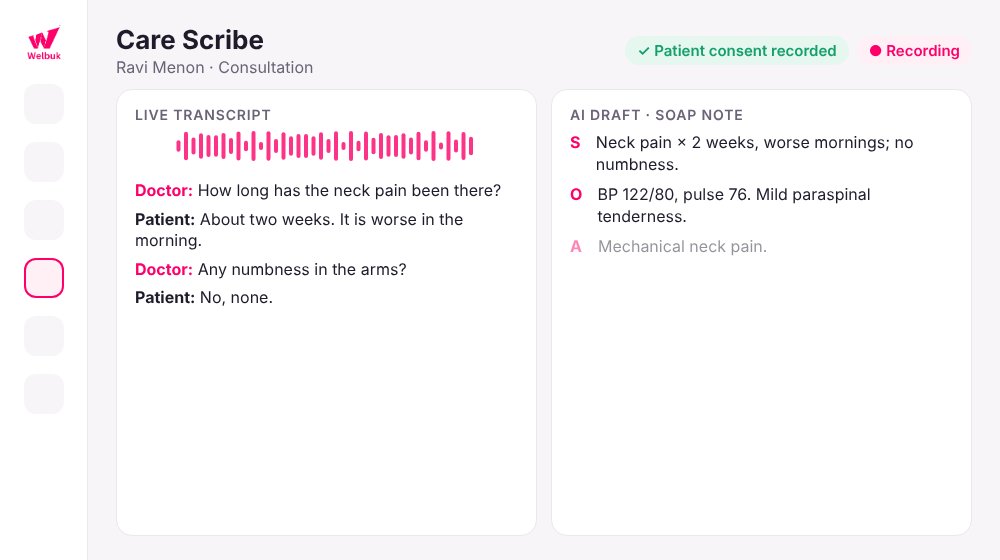 Welbuk
Care Scribe
Ravi Menon · Consultation
✓ Patient consent recorded
Recording
LIVE TRANSCRIPT
Doctor: How long has the neck pain been there?
Patient: About two weeks. It is worse in the
morning.
Doctor: Any numbness in the arms?
Patient: No, none.
AI DRAFT · SOAP NOTE
S Neck pain × 2 weeks, worse mornings; no
numbness.
O BP 122/80, pulse 76. Mild paraspinal
tenderness.
A Mechanical neck pain.